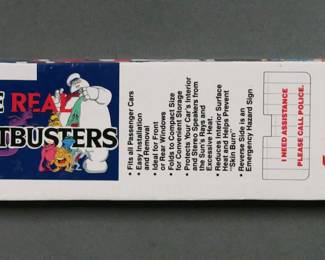 E REAL
TBUSTERS
• Fits all Passenger Cars
• Easy Installation
and Removal
• Ideal for Front
or Rear Windows
• Folds to Compact Size
for Convenient Storage
• Protects Your Car's Interior
and Stereo Speakers from
the Sun's Rays and
Excessive Heat.
• Reduces Interior Surface
Heat and Helps Prevent
"Skin Burn"
• Reverse Side is an
Emergency Hazard Sign
I NEED ASSISTANCE
PLEASE CALL POLICE.